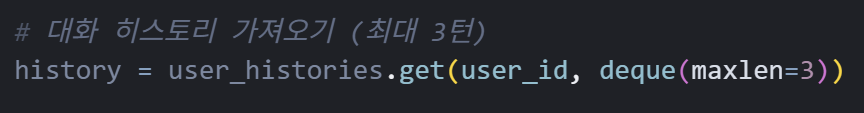 # 대화 히스토리 가져오기 (최대 3턴)
history = user_histories.get(user_id, deque(maxlen=3))